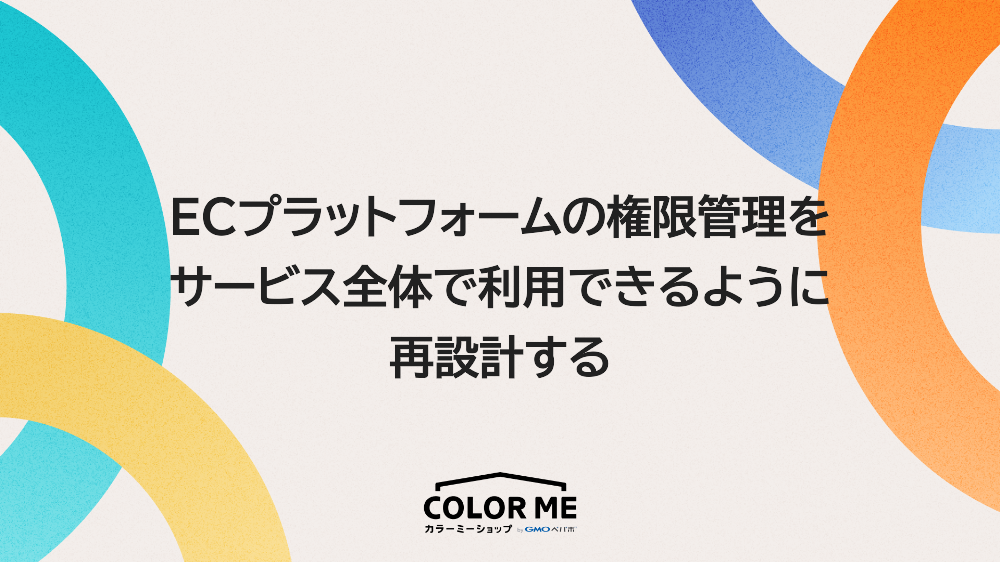 ECプラットフォームの権限管理を
サービス全体で利用できるように
再設計する
COLOR ME
カラーミーショップ by GMOペパボ